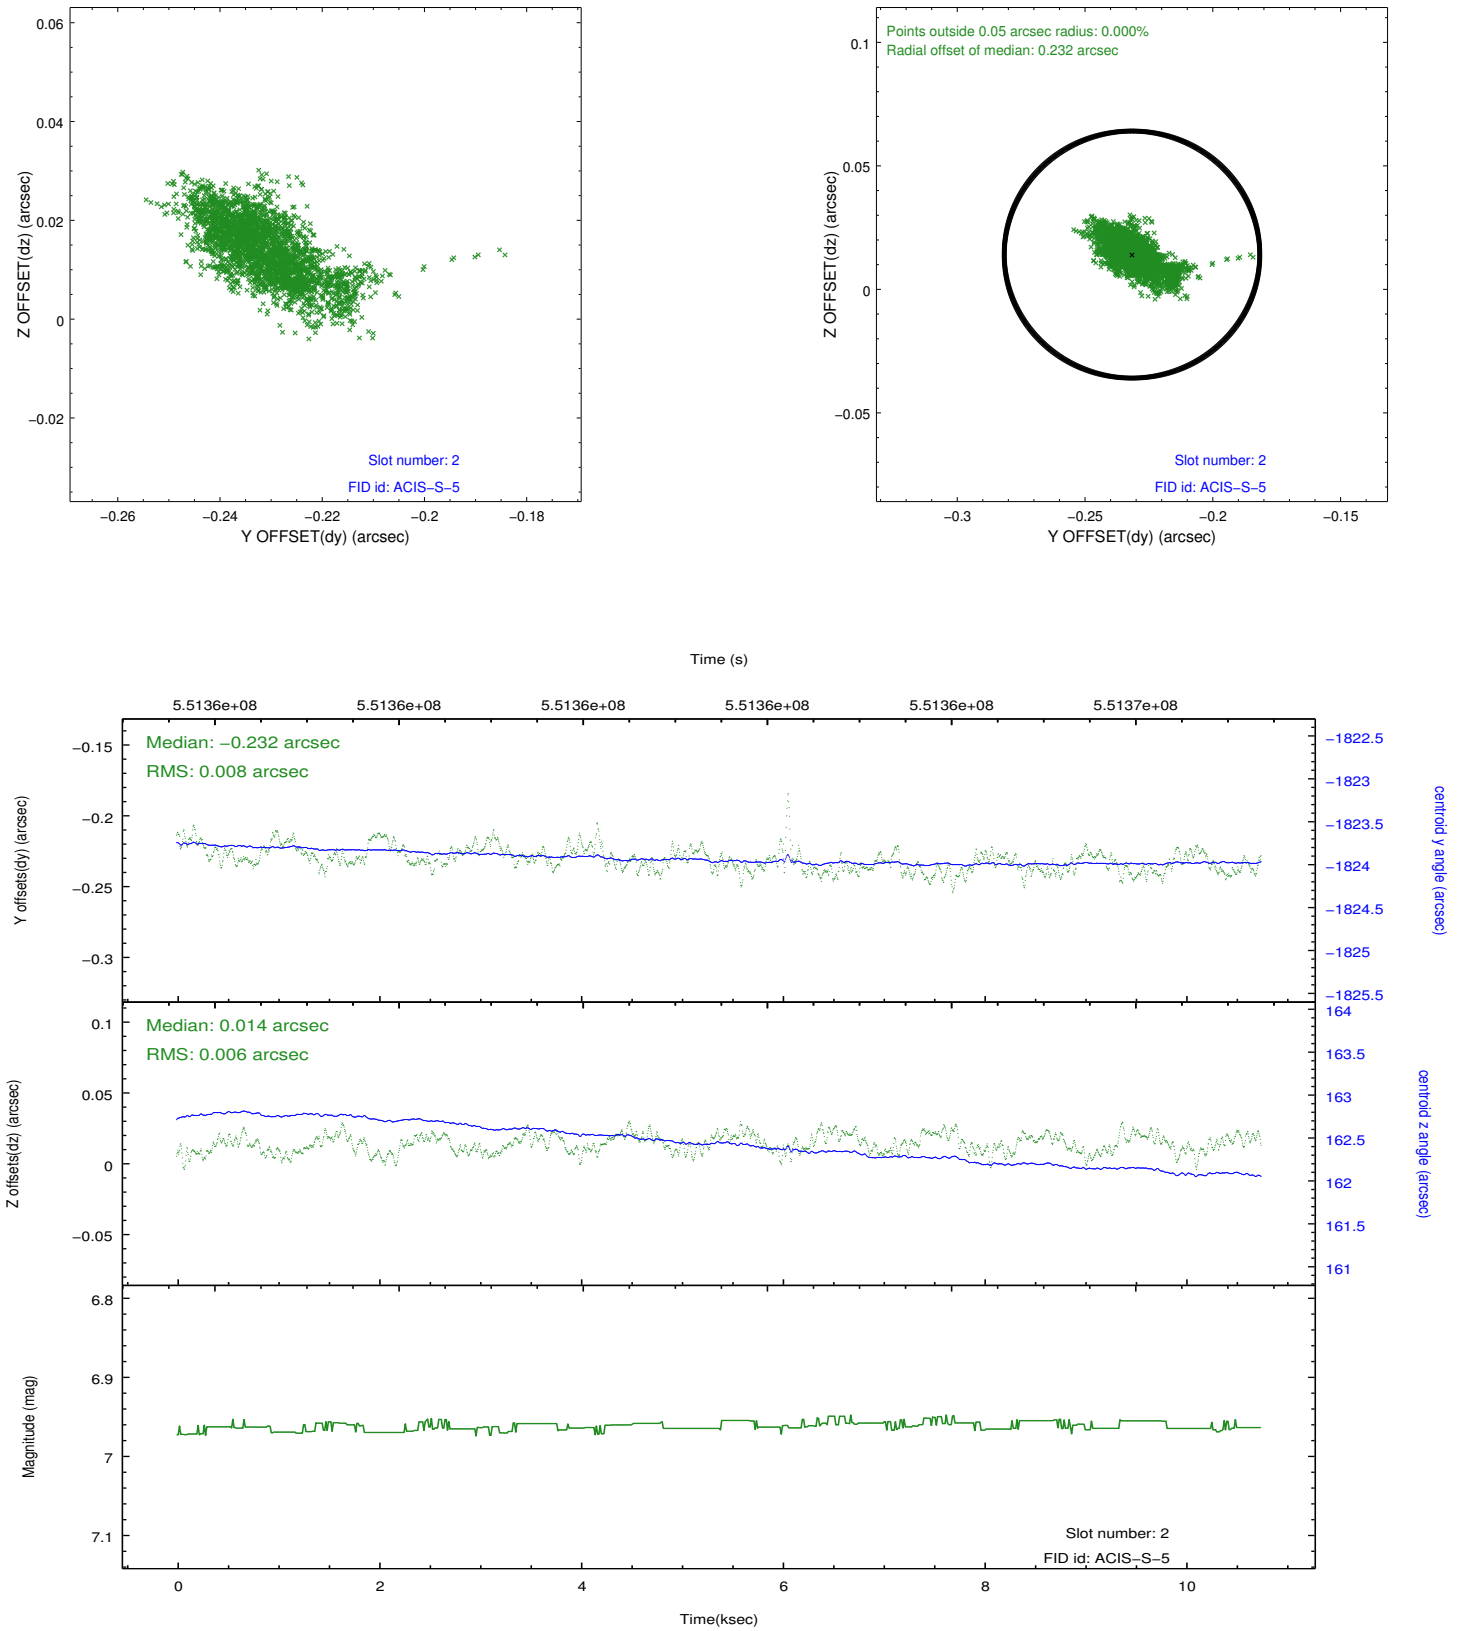 0.06
0.04
0.02
0
−0.02
Z OFFSET(dz) (arcsec)
Slot number: 2
FID id: ACIS−S−5
−0.26
−0.24
−0.22
−0.2
−0.18
Y OFFSET(dy) (arcsec)
Points outside 0.05 arcsec radius: 0.000%
Radial offset of median: 0.232 arcsec
0.1
0.05
0
−0.05
Z OFFSET(dz) (arcsec)
Slot number: 2
FID id: ACIS−S−5
−0.3
−0.25
−0.2
−0.15
Y OFFSET(dy) (arcsec)
Time (s)
5.5136e+08
5.5136e+08
5.5136e+08
5.5136e+08
5.5136e+08
5.5137e+08
Median: −0.232 arcsec
RMS: 0.008 arcsec
−0.15
−0.2
−0.25
−0.3
Y offsets(dy) (arcsec)
−1822.5
−1823
−1823.5
−1824
−1824.5
−1825
−1825.5
centroid y angle (arcsec)
Median: 0.014 arcsec
RMS: 0.006 arcsec
0.1
0.05
0
−0.05
Z offsets(dz) (arcsec)
164
163.5
163
162.5
162
161.5
161
centroid z angle (arcsec)
6.8
6.9
7
7.1
Magnitude (mag)
Slot number: 2
FID id: ACIS−S−5
0
2
4
6
8
10
Time(ksec)